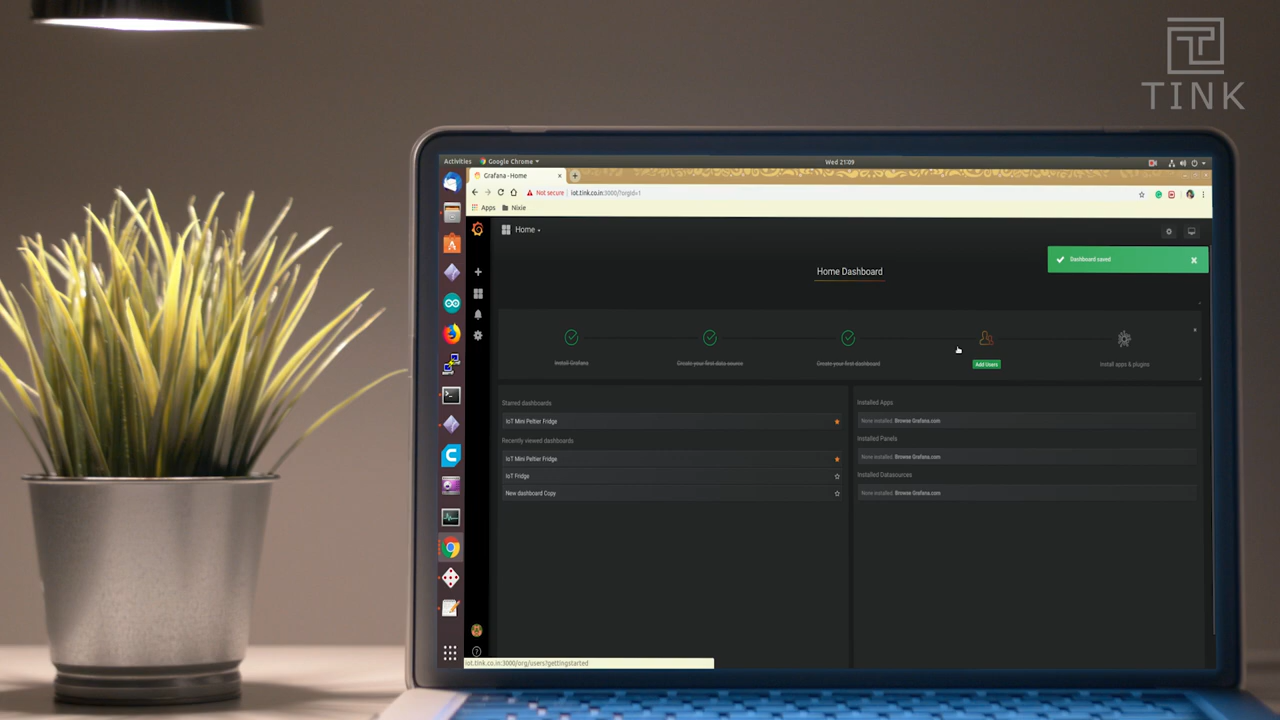 TINK
Activities
Google Chrome
Wed 21:09
Grafana - Home
Not secure
iot.tink.co.in:3000/?orgId=1
Apps
Nixie
Home
Dashboard saved
Home Dashboard
Install Grafana
Create your first data source
Create your first dashboard
Add Users
Install apps & plugins
Starred dashboards
IoT Mini Peltier Fridge
Recently viewed dashboards
IoT Mini Peltier Fridge
IoT Fridge
New dashboard Copy
Installed Apps
None installed. Browse Grafana.com
Installed Panels
None installed. Browse Grafana.com
Installed Datasources
None installed. Browse Grafana.com
iot.tink.co.in:3000/org/users?gettingstarted